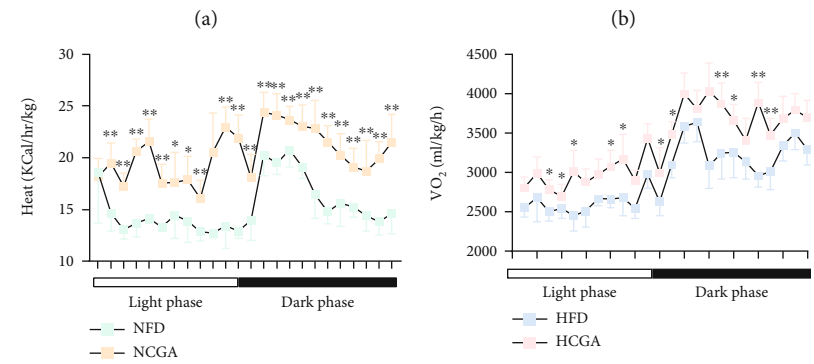 (a)
30
25
20
15
10
Heat (KCal/hr/kg)
** ** ** ** * * ** ** ** ** ** ** ** ** ** ** ** ** ** ** **
Light phase
Dark phase
NFD
NCGA
(b)
4500
4000
3500
3000
2500
2000
VO2 (ml/kg/h)
* * * * * * * ** * ** *
Light phase
Dark phase
HFD
HCGA